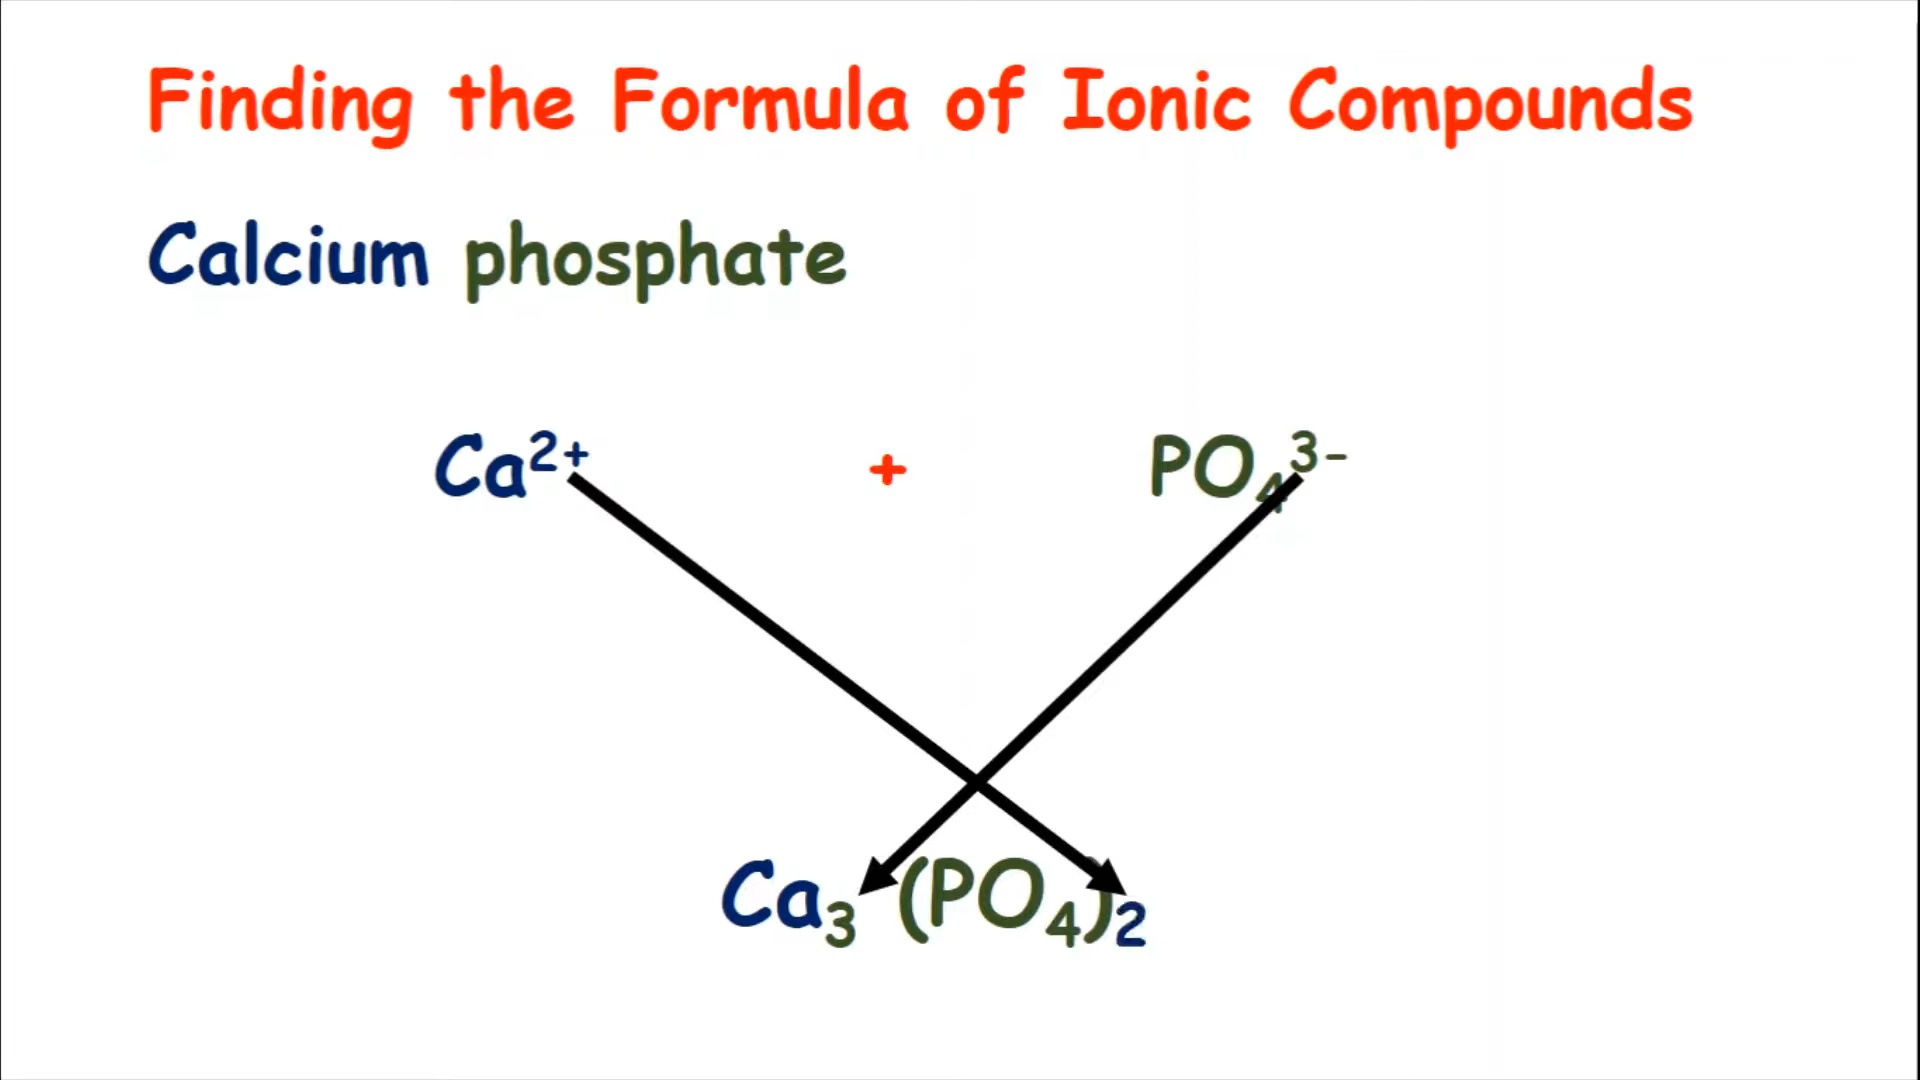 Finding the Formula of Ionic Compounds
Calcium phosphate
Ca²⁺ + PO₄³⁻
Ca₃ (PO₄)₂